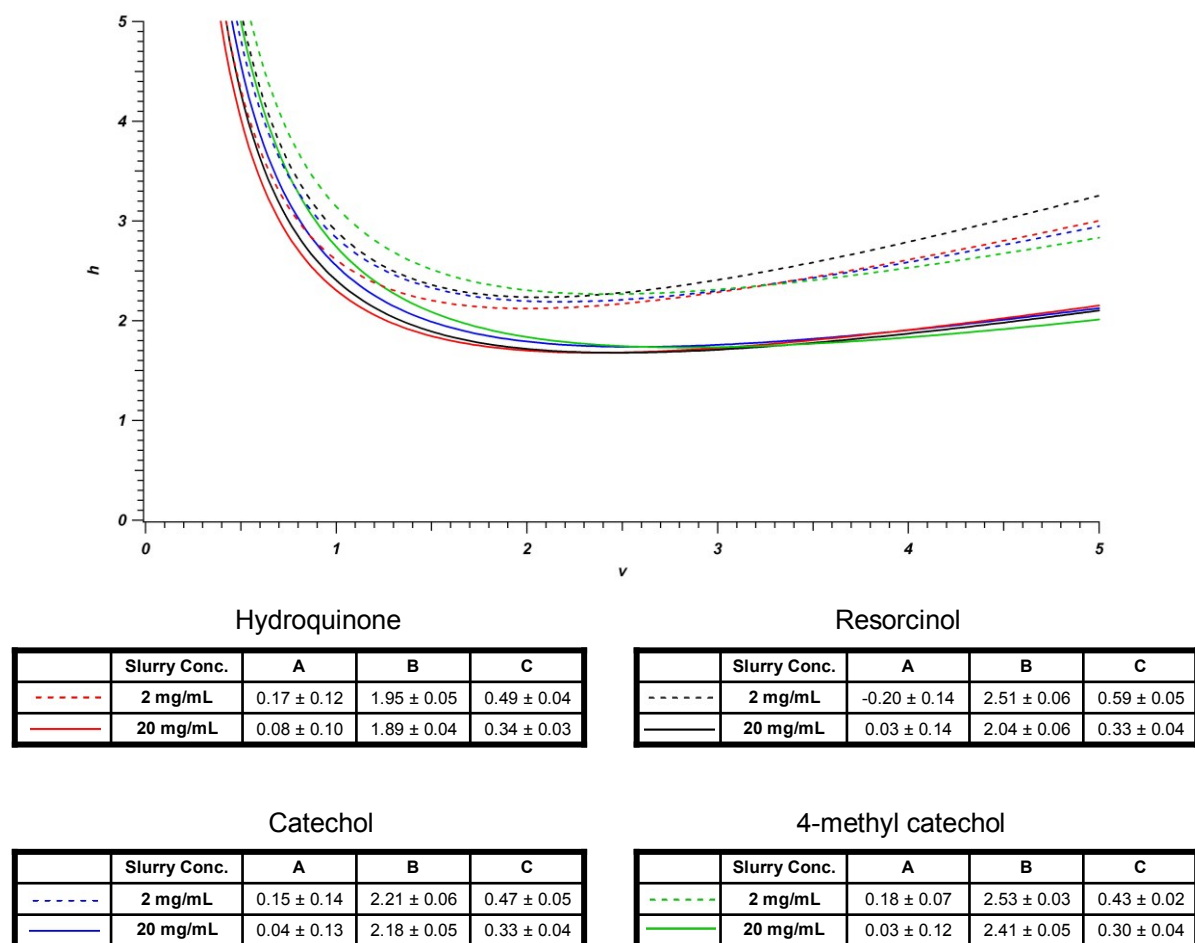 5
4
3
2
1
0
h
0 1 2 3 4 5
v
Hydroquinone
Slurry Conc. A B C
2 mg/mL 0.17 ± 0.12 1.95 ± 0.05 0.49 ± 0.04
20 mg/mL 0.08 ± 0.10 1.89 ± 0.04 0.34 ± 0.03
Resorcinol
Slurry Conc. A B C
2 mg/mL -0.20 ± 0.14 2.51 ± 0.06 0.59 ± 0.05
20 mg/mL 0.03 ± 0.14 2.04 ± 0.06 0.33 ± 0.04
Catechol
Slurry Conc. A B C
2 mg/mL 0.15 ± 0.14 2.21 ± 0.06 0.47 ± 0.05
20 mg/mL 0.04 ± 0.13 2.18 ± 0.05 0.33 ± 0.04
4-methyl catechol
Slurry Conc. A B C
2 mg/mL 0.18 ± 0.07 2.53 ± 0.03 0.43 ± 0.02
20 mg/mL 0.03 ± 0.12 2.41 ± 0.05 0.30 ± 0.04